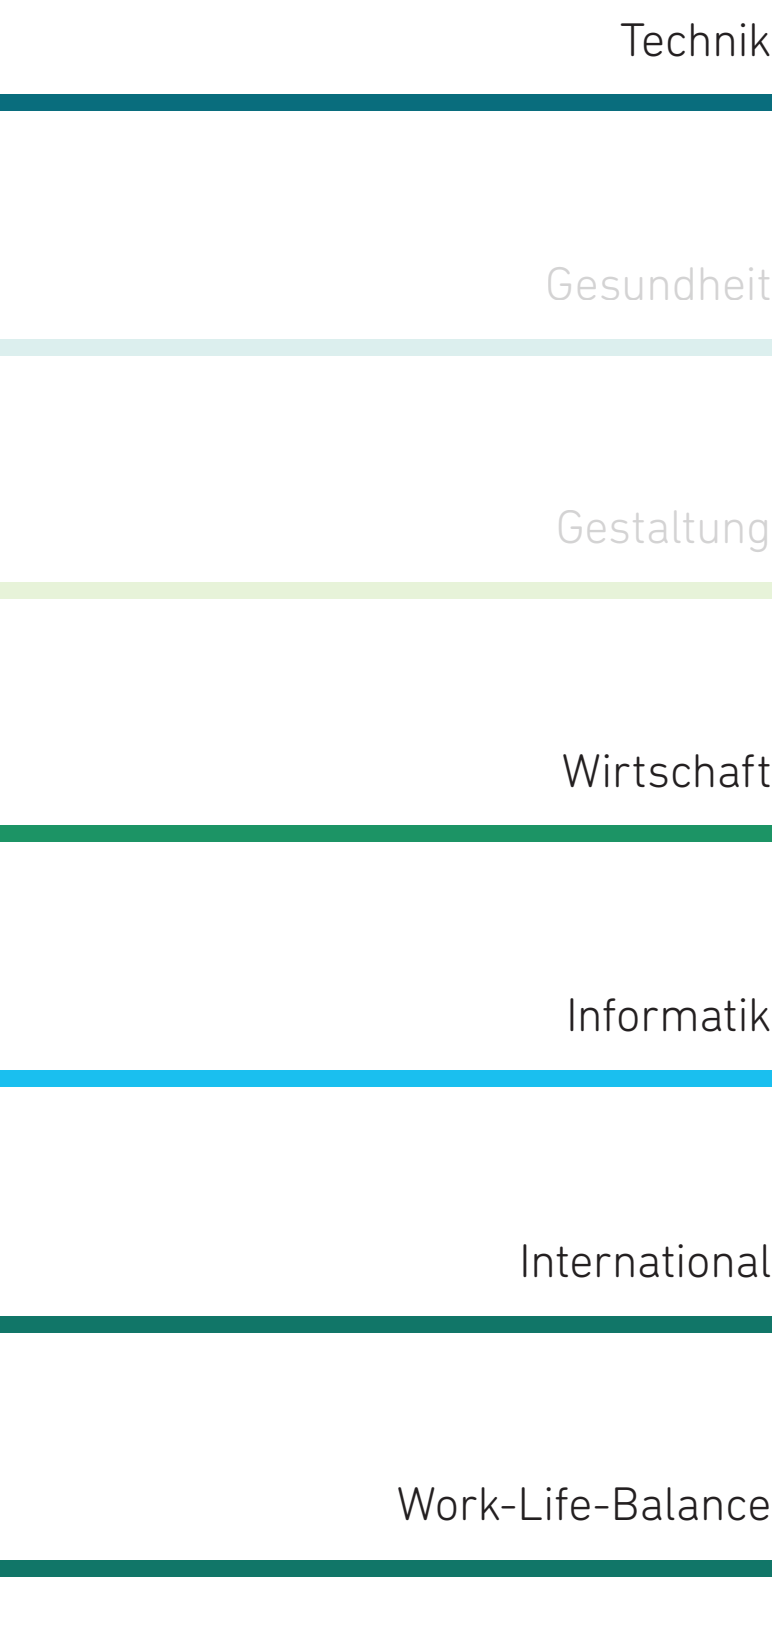 Technik
Gesundheit
Gestaltung
Wirtschaft
Informatik
International
Work-Life-Balance